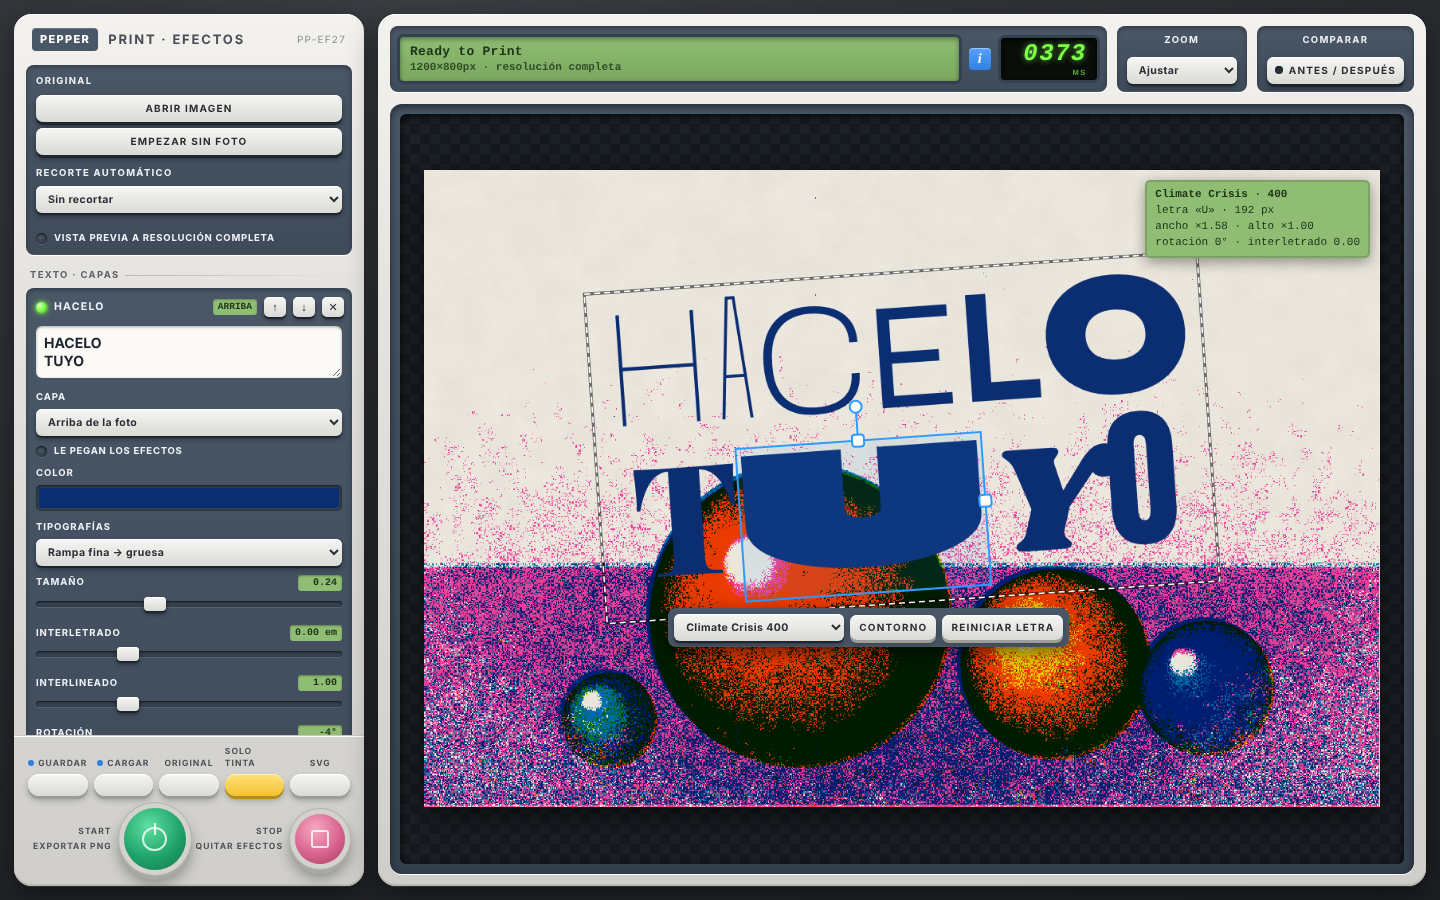 PEPPER PRINT · EFECTOS PP-EF27
ORIGINAL
ABRIR IMAGEN
EMPEZAR SIN FOTO
RECORTE AUTOMÁTICO
Sin recortar
VISTA PREVIA A RESOLUCIÓN COMPLETA
TEXTO · CAPAS
HACELO ARRIBA ↑ ↓ ✕
HACELO
TUYO
CAPA
Arriba de la foto
LE PEGAN LOS EFECTOS
COLOR
TIPOGRAFÍAS
Rampa fina → gruesa
TAMAÑO 0.24
INTERLETRADO 0.00 em
INTERLINEADO 1.00
ROTACIÓN -4°
GUARDAR CARGAR ORIGINAL SOLO TINTA SVG
START
EXPORTAR PNG
STOP
QUITAR EFECTOS
Ready to Print
1200×800px · resolución completa
i
0373
MS
ZOOM
Ajustar
COMPARAR
ANTES / DESPUÉS
Climate Crisis · 400
letra «U» · 192 px
ancho ×1.58 · alto ×1.00
rotación 0° · interletrado 0.00
HACELO
TUYO
Climate Crisis 400 CONTORNO REINICIAR LETRA